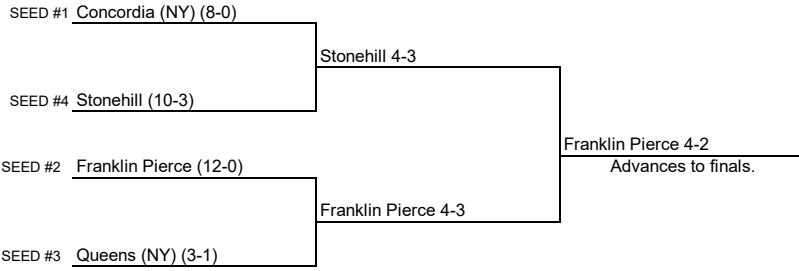 SEED #1 Concordia (NY) (8-0)
Stonehill 4-3
SEED #4 Stonehill (10-3)
Franklin Pierce 4-2
Advances to finals.
SEED #2 Franklin Pierce (12-0)
Franklin Pierce 4-3
SEED #3 Queens (NY) (3-1)